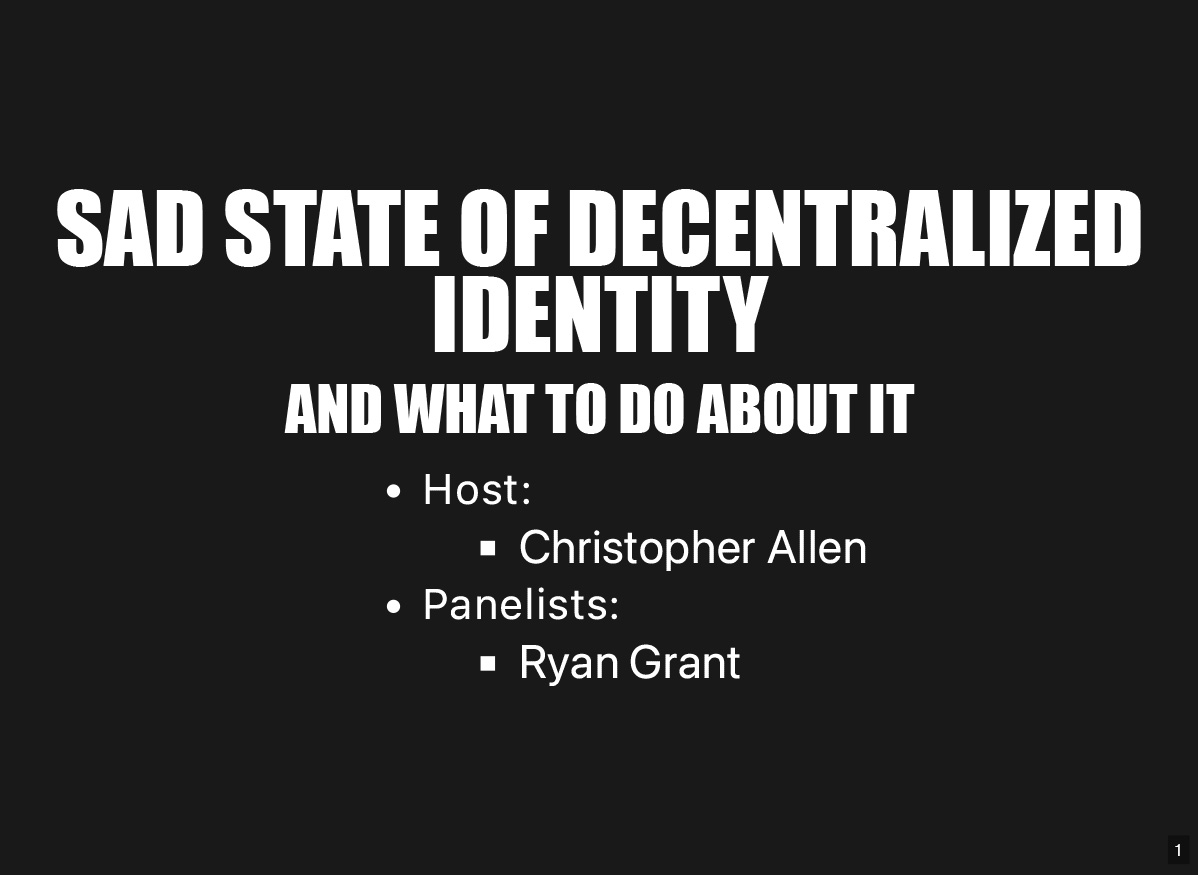 SAD STATE OF DECENTRALIZED
IDENTITY
AND WHAT TO DO ABOUT IT
Host:
Christopher Allen
Panelists:
Ryan Grant
1